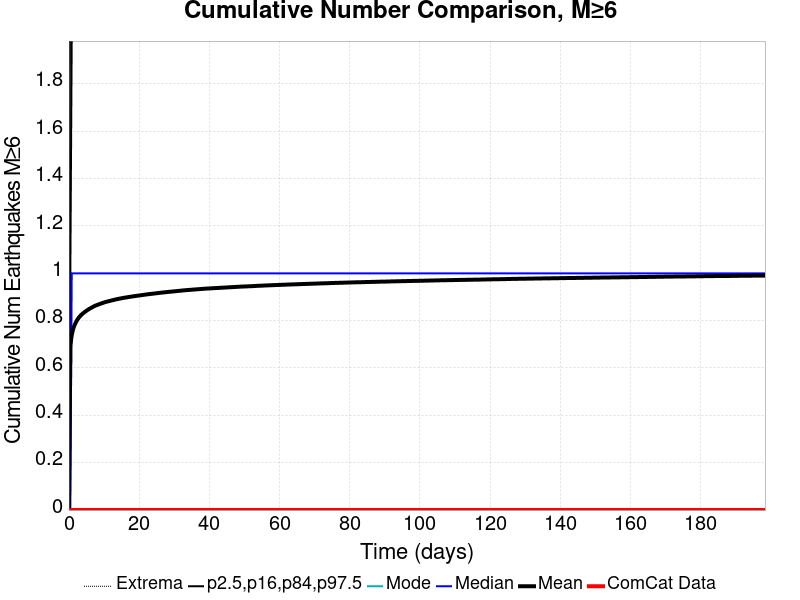 Cumulative Number Comparison, M≥6
Cumulative Num Earthquakes M≥6
1.8
1.6
1.4
1.2
1
0.8
0.6
0.4
0.2
0
0 20 40 60 80 100 120 140 160 180
Time (days)
Extrema p2.5,p16,p84,p97.5 Mode Median Mean ComCat Data